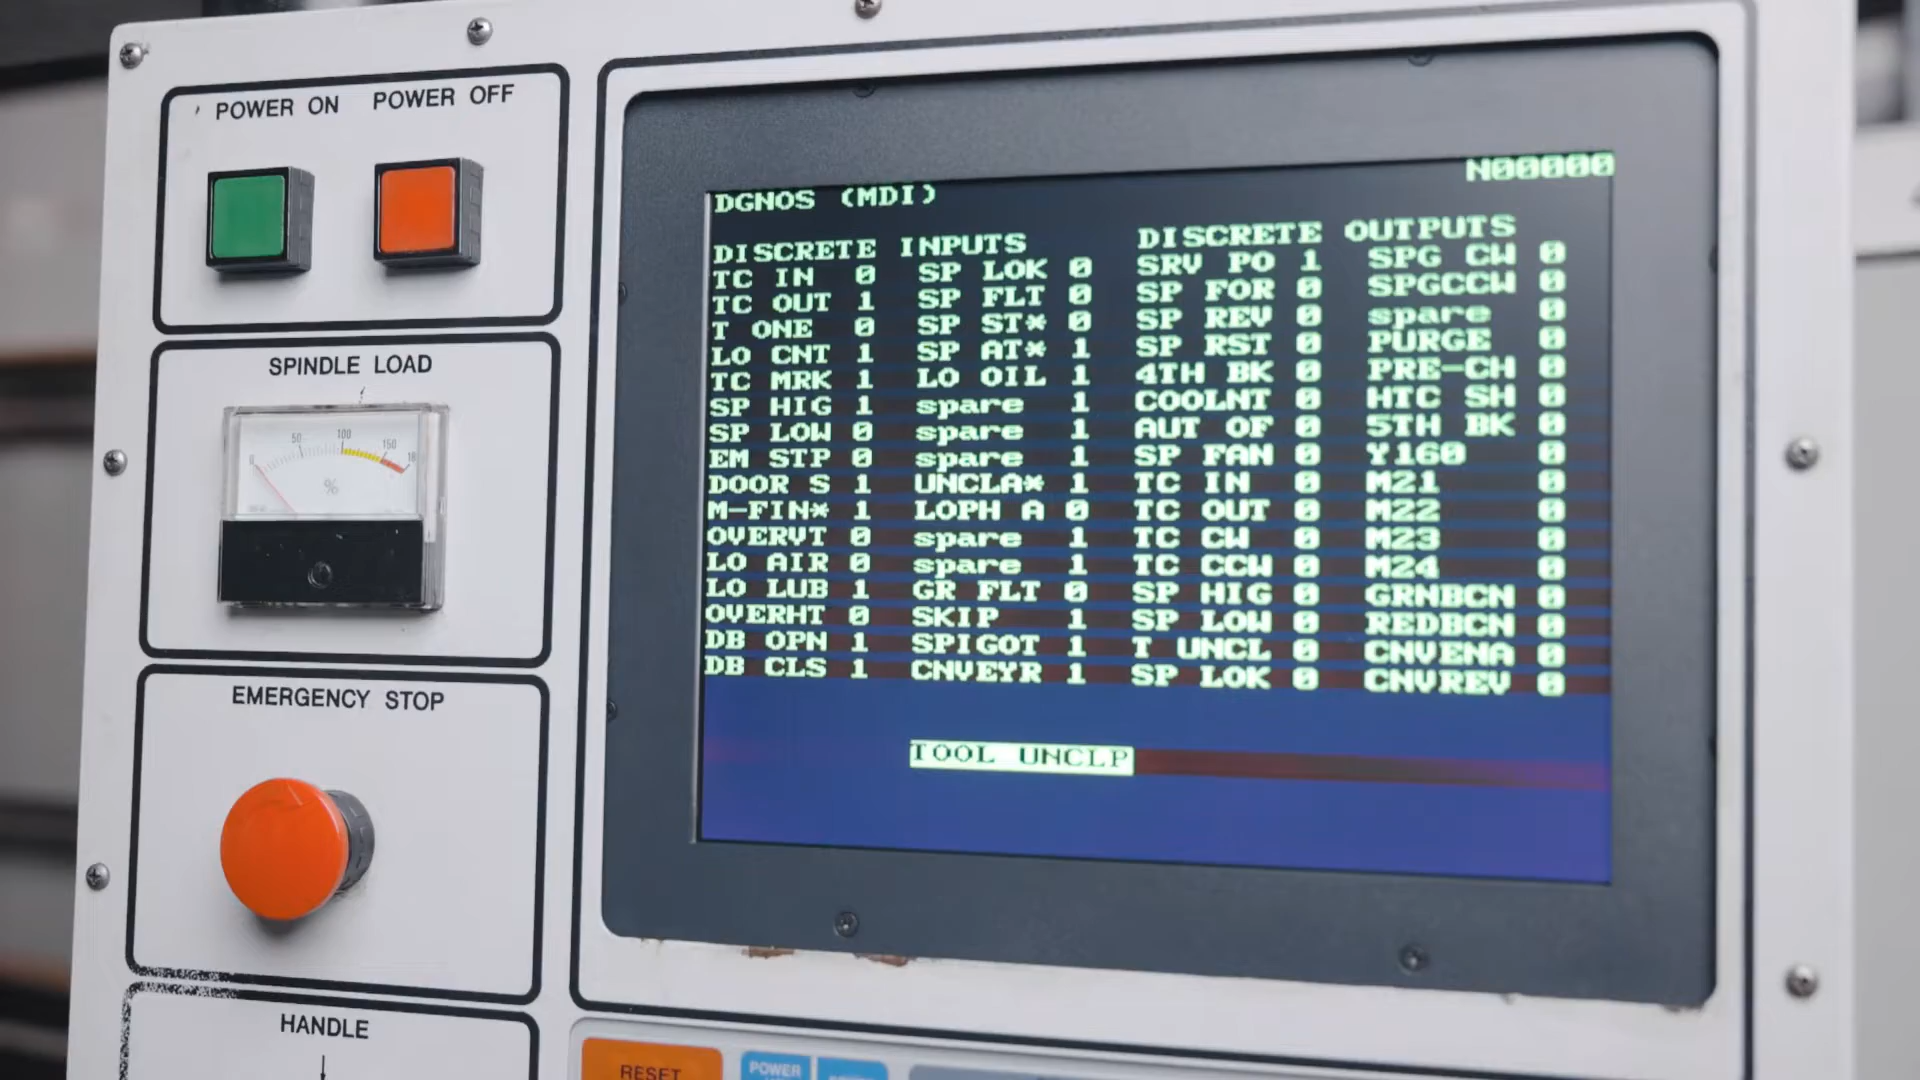 POWER ON POWER OFF
SPINDLE LOAD
0 50 100 150
%
EMERGENCY STOP
HANDLE
N00000
DGNOS (MDI)
DISCRETE INPUTS DISCRETE OUTPUTS
TC IN 0 SP LOK 0 SRV PO 1 SPG CW 0
TC OUT 1 SP FLT 0 SP FOR 0 SPGCCW 0
T ONE 0 SP ST* 0 SP REV 0 spare 0
LO CNT 1 SP AT* 1 SP RST 0 PURGE 0
TC MRK 1 LO OIL 1 4TH BK 0 PRE-CH 0
SP HIG 1 spare 1 COOLNT 0 HTC SH 0
SP LOW 0 spare 1 AUT OF 0 5TH BK 0
EM STP 0 spare 1 SP FAN 0 Y160 0
DOOR S 1 UNCLA* 1 TC IN 0 M21 0
M-FIN* 1 LOPH A 0 TC OUT 0 M22 0
OVERVT 0 spare 1 TC CW 0 M23 0
LO AIR 0 spare 1 TC CCW 0 M24 0
LO LUB 1 GR FLT 0 SP HIG 0 GRNBCN 0
OVERHT 0 SKIP 1 SP LOW 0 REDBCN 0
DB OPN 1 SPIGOT 1 T UNCL 0 CNVENA 0
DB CLS 1 CNVEYR 1 SP LOK 0 CNVREV 0
TOOL UNCLP
RESET
POWER